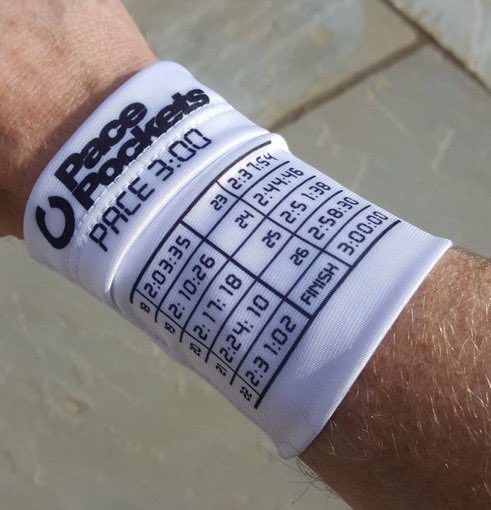 Pace
Pockets
PACE 3:00
18 2:03:35 23 2:37:54
19 2:10:26 24 2:44:46
20 2:17:18 25 2:51:38
21 2:24:10 26 2:58:30
22 2:31:02 FINISH 3:00:00